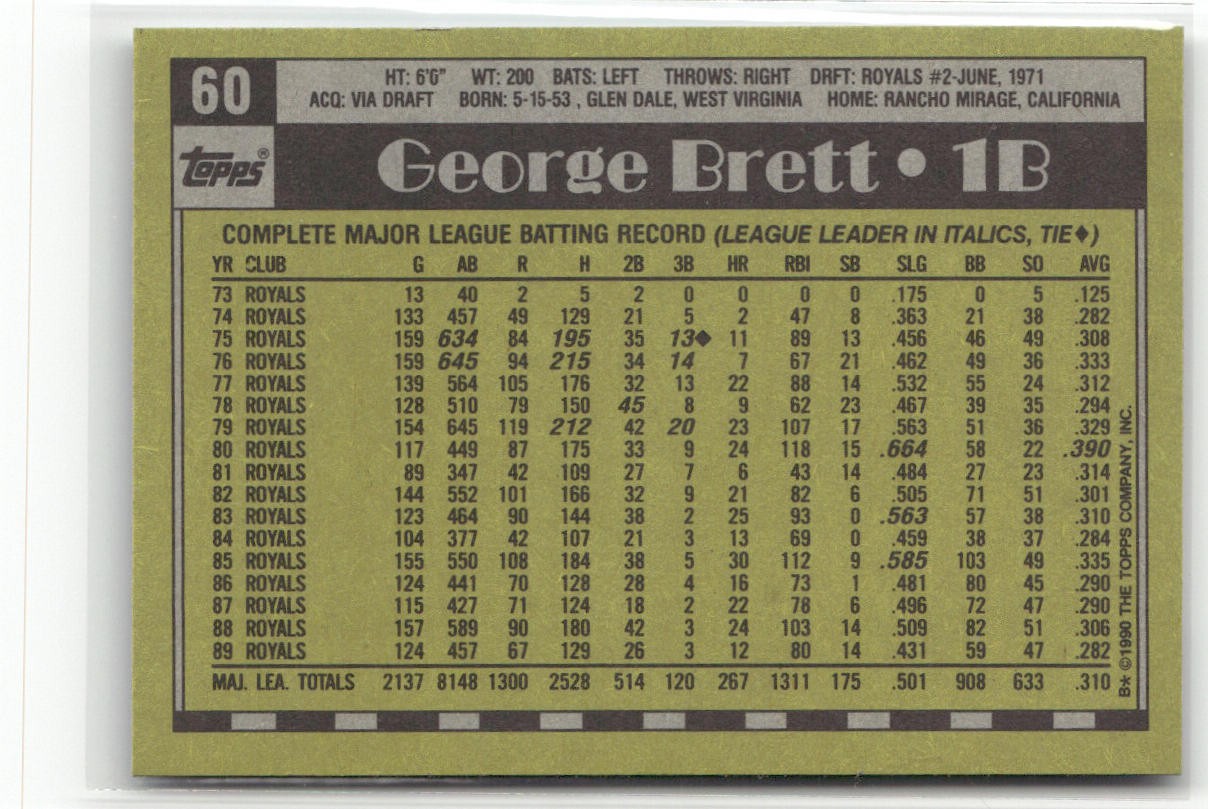 60
HT: 6'6" WT: 200 BATS: LEFT THROWS: RIGHT DRFT: ROYALS #2-JUNE, 1971
ACQ: VIA DRAFT BORN: 5-15-53 , GLEN DALE, WEST VIRGINIA HOME: RANCHO MIRAGE, CALIFORNIA
topps®
George Brett • 1B
COMPLETE MAJOR LEAGUE BATTING RECORD (LEAGUE LEADER IN ITALICS, TIE♦)
YR CLUB G AB R H 2B 3B HR RBI SB SLG BB SO AVG
73 ROYALS 13 40 2 5 2 0 0 0 0 .175 0 5 .125
74 ROYALS 133 457 49 129 21 5 2 47 8 .363 21 38 .282
75 ROYALS 159 634 84 195 35 13♦ 11 89 13 .456 46 49 .308
76 ROYALS 159 645 94 215 34 14 7 67 21 .462 49 36 .333
77 ROYALS 139 564 105 176 32 13 22 88 14 .532 55 24 .312
78 ROYALS 128 510 79 150 45 8 9 62 23 .467 39 35 .294
79 ROYALS 154 645 119 212 42 20 23 107 17 .563 51 36 .329
80 ROYALS 117 449 87 175 33 9 24 118 15 .664 58 22 .390
81 ROYALS 89 347 42 109 27 7 6 43 14 .484 27 23 .314
82 ROYALS 144 552 101 166 32 9 21 82 6 .505 71 51 .301
83 ROYALS 123 464 90 144 38 2 25 93 0 .563 57 38 .310
84 ROYALS 104 377 42 107 21 3 13 69 0 .459 38 37 .284
85 ROYALS 155 550 108 184 38 5 30 112 9 .585 103 49 .335
86 ROYALS 124 441 70 128 28 4 16 73 1 .481 80 45 .290
87 ROYALS 115 427 71 124 18 2 22 78 6 .496 72 47 .290
88 ROYALS 157 589 90 180 42 3 24 103 14 .509 82 51 .306
89 ROYALS 124 457 67 129 26 3 12 80 14 .431 59 47 .282
MAJ. LEA. TOTALS 2137 8148 1300 2528 514 120 267 1311 175 .501 908 633 .310
B* ©1990 THE TOPPS COMPANY, INC.